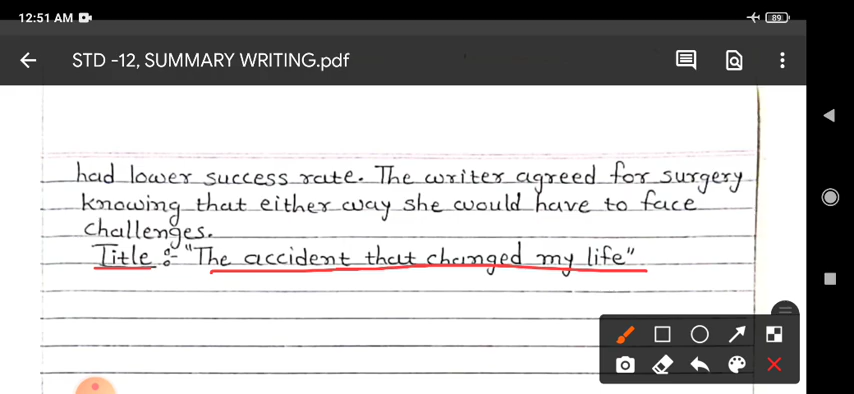 12:51 AM
89
STD -12, SUMMARY WRITING.pdf
had lower success rate. The writer agreed for surgery
knowing that either way she would have to face
challenges.
Title :- "The accident that changed my life"